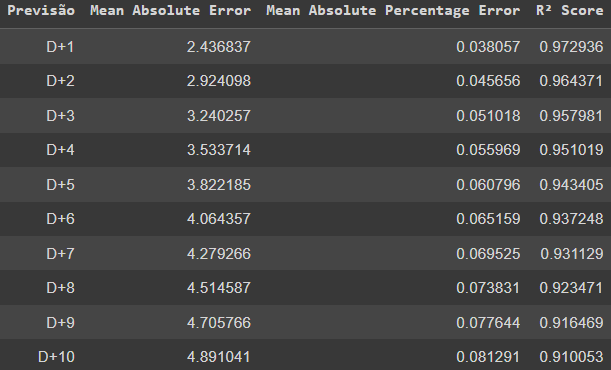 Previsão Mean Absolute Error Mean Absolute Percentage Error R² Score
D+1 2.436837 0.038057 0.972936
D+2 2.924098 0.045656 0.964371
D+3 3.240257 0.051018 0.957981
D+4 3.533714 0.055969 0.951019
D+5 3.822185 0.060796 0.943405
D+6 4.064357 0.065159 0.937248
D+7 4.279266 0.069525 0.931129
D+8 4.514587 0.073831 0.923471
D+9 4.705766 0.077644 0.916469
D+10 4.891041 0.081291 0.910053